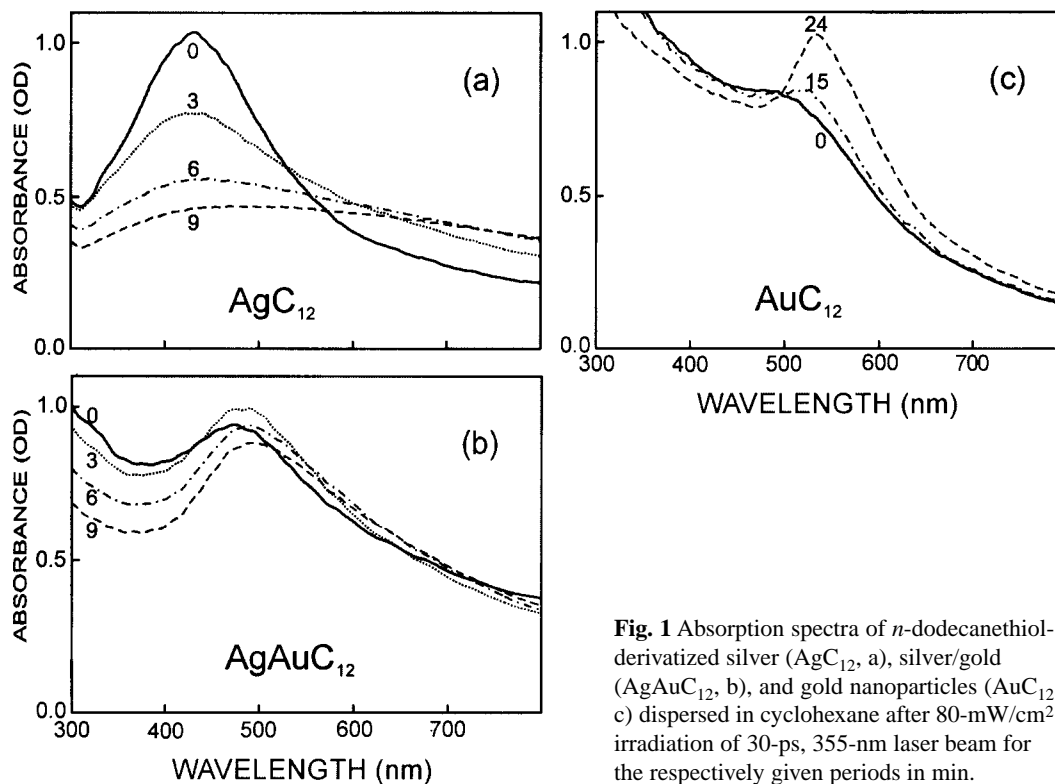 ABSORBANCE (OD)
1.0
0.5
0.0
0
3
6
9
(a)
AgC₁₂
ABSORBANCE (OD)
1.0
0.5
0.0
0
3
6
9
(b)
AgAuC₁₂
300 400 500 600 700
WAVELENGTH (nm)
1.0
0.5
0.0
24
15
0
(c)
AuC₁₂
300 400 500 600 700
WAVELENGTH (nm)
Fig. 1 Absorption spectra of n-dodecanethiol-
derivatized silver (AgC₁₂, a), silver/gold
(AgAuC₁₂, b), and gold nanoparticles (AuC₁₂
c) dispersed in cyclohexane after 80-mW/cm²
irradiation of 30-ps, 355-nm laser beam for
the respectively given periods in min.